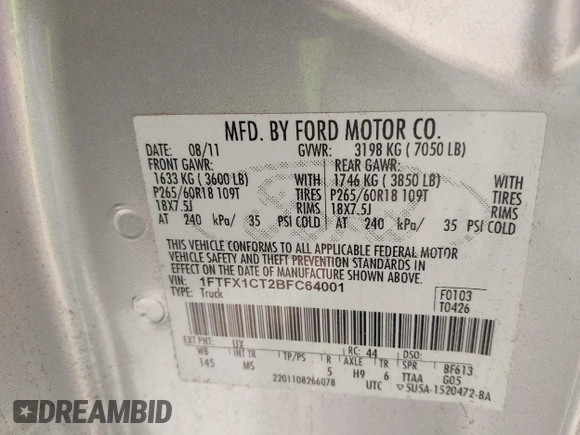 MFD. BY FORD MOTOR CO.
DATE: 08/11 GVWR: 3198 KG ( 7050 LB)
FRONT GAWR: REAR GAWR:
1633 KG ( 3600 LB) WITH 1746 KG ( 3850 LB) WITH
P265/60R18 109T TIRES P265/60R18 109T TIRES
18X7.5J RIMS 18X7.5J RIMS
AT 240 kPa/ 35 PSI COLD AT 240 kPa/ 35 PSI COLD
THIS VEHICLE CONFORMS TO ALL APPLICABLE FEDERAL MOTOR
VEHICLE SAFETY AND THEFT PREVENTION STANDARDS IN
EFFECT ON THE DATE OF MANUFACTURE SHOWN ABOVE.
VIN: 1FTFX1CT2BFC64001
TYPE: Truck
F0103
T0426
EXT PNT: UX RC: 44 DSO:
WB INT TR TP/PS R AXLE TR SPR BF613
145 MS 5 H9 6 TTAA G05
2201108266078 UTC 5U5A-1520472-BA
DREAMBID